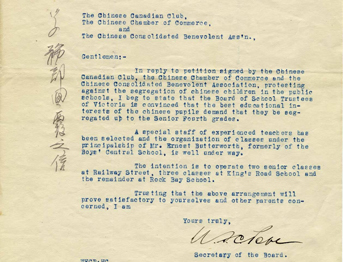 The Chinese Canadian Club,
The Chinese Chamber of Commerce,
and
The Chinese Consolidated Benevolent Ass'n.,
Gentlemen:-
In reply to petition signed by the Chinese
Canadian Club, the Chinese Chamber of Commerce and the
Chinese Consolidated Benevolent Association, protesting
against the segregation of Chinese children in the public
schools, I beg to state that the Board of School Trustees
of Victoria is convinced that the best educational in-
terests of the Chinese pupils demand that they be seg-
regated up to the Senior Fourth grades.
A special staff of experienced teachers has
been selected and the organization of classes under the
principalship of Mr. Ernest Butterworth, formerly of the
Boys' Central School, is well under way.
The intention is to operate two senior classes
at Railway Street, three classes at King's Road School and
the remainder at Rock Bay School.
Trusting that the above arrangement will
prove satisfactory to yourselves and other parents con-
cerned, I am
Yours truly,
Secretary of the Board.